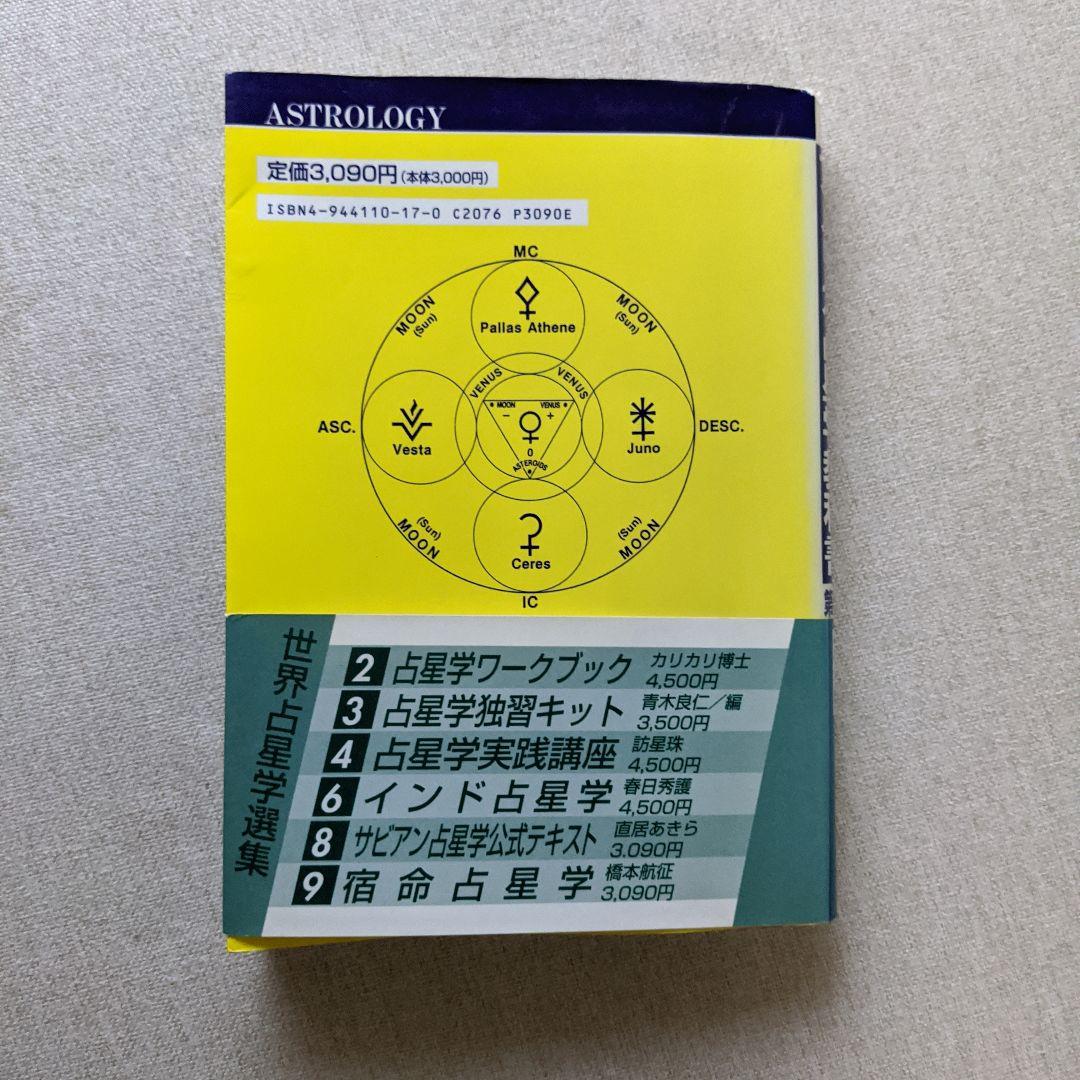 ASTROLOGY
定価3,090円(本体3,000円)
ISBN4-944110-17-0 C2076 P3090E
MC
MOON
(Sun)
MOON
(Sun)
Pallas Athene
VENUS
VENUS
MOON
VENUS
−
+
ASC.
Vesta
0
ASTEROIDS
Juno
DESC.
(Sun)
MOON
(Sun)
MOON
Ceres
IC
世界占星学選集
2 占星学ワークブック カリカリ博士 4,500円
3 占星学独習キット 青木良仁/編 3,500円
4 占星学実践講座 訪星珠 4,500円
6 インド占星学 春日秀護 4,500円
8 サビアン占星学公式テキスト 直居あきら 3.090円
9 宿命占星学 橋本航征 3,090円